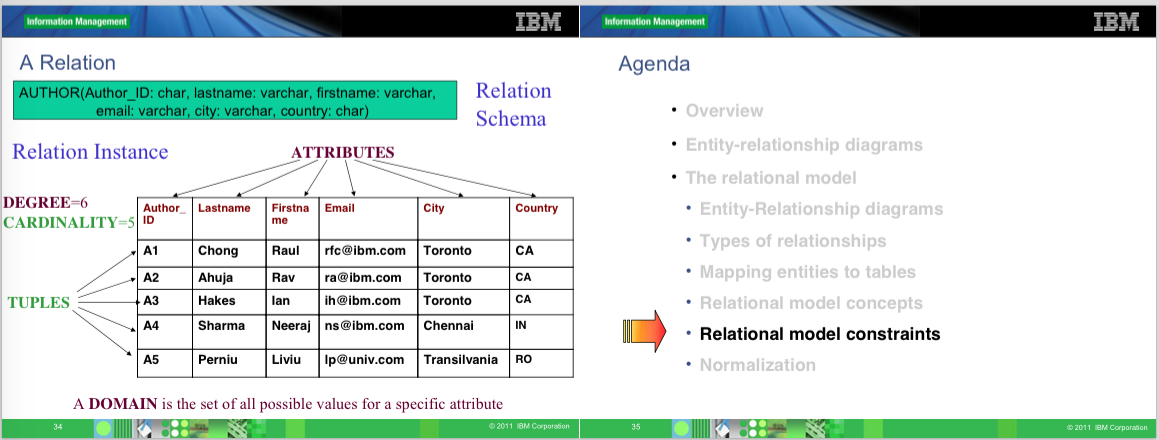 Information Management
IBM
A Relation
AUTHOR(Author_ID: char, lastname: varchar, firstname: varchar,
email: varchar, city: varchar, country: char)
Relation
Schema
Relation Instance
ATTRIBUTES
DEGREE=6
CARDINALITY=5
Author_
ID
Lastname
Firstna
me
Email
City
Country
A1 Chong Raul rfc@ibm.com Toronto CA
A2 Ahuja Rav ra@ibm.com Toronto CA
A3 Hakes Ian ih@ibm.com Toronto CA
A4 Sharma Neeraj ns@ibm.com Chennai IN
A5 Perniu Liviu lp@univ.com Transilvania RO
TUPLES
A DOMAIN is the set of all possible values for a specific attribute
34
© 2011 IBM Corporation
Information Management
IBM
Agenda
• Overview
• Entity-relationship diagrams
• The relational model
• Entity-Relationship diagrams
• Types of relationships
• Mapping entities to tables
• Relational model concepts
• Relational model constraints
• Normalization
35
© 2011 IBM Corporation